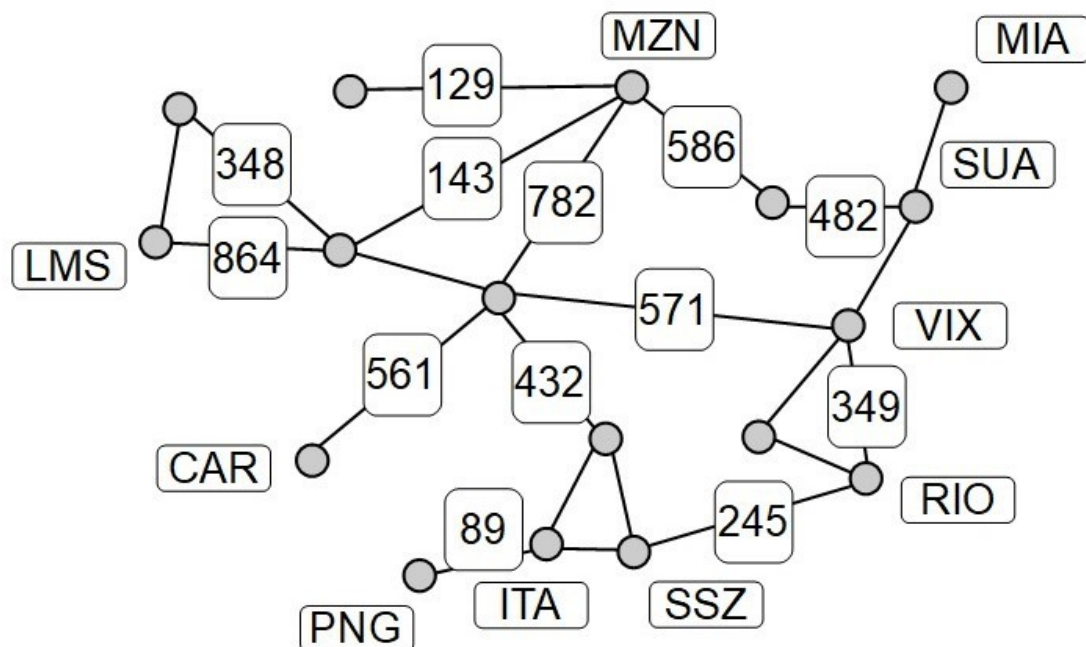 MZN
MIA
129
586
348
143
SUA
782
482
LMS
864
571
VIX
561
432
349
CAR
RIO
89
245
ITA
SSZ
PNG